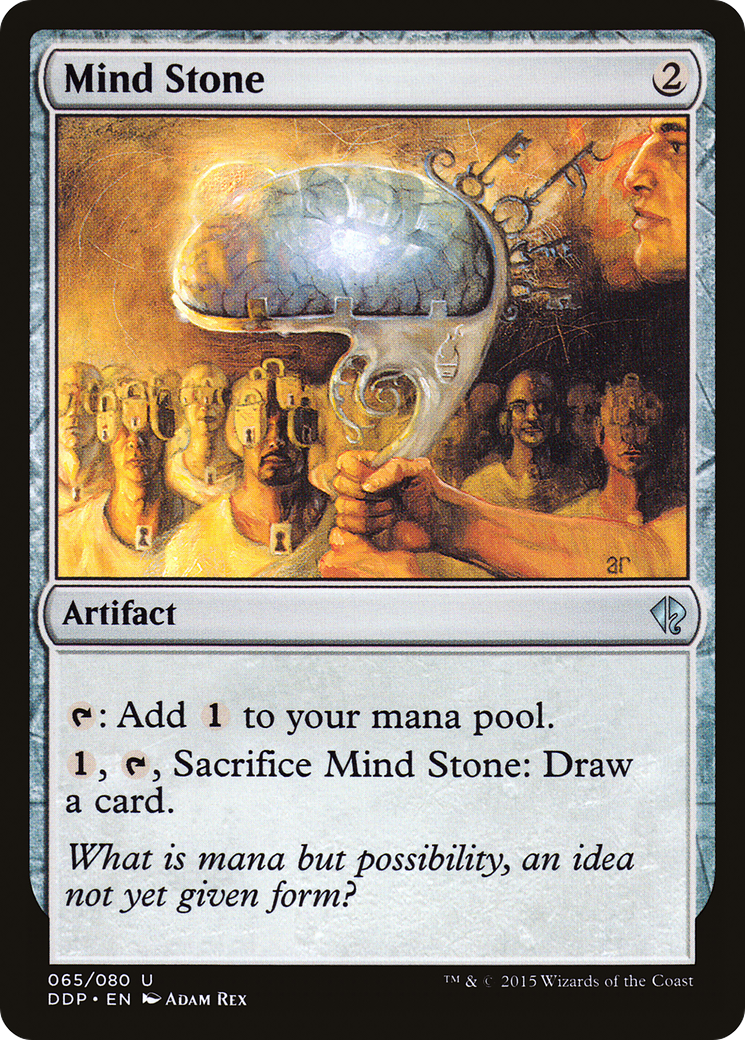 Mind Stone 2
ar
Artifact
: Add 1 to your mana pool.
1, , Sacrifice Mind Stone: Draw
a card.
What is mana but possibility, an idea
not yet given form?
065/080 U
DDP • EN Adam Rex
™ & © 2015 Wizards of the Coast